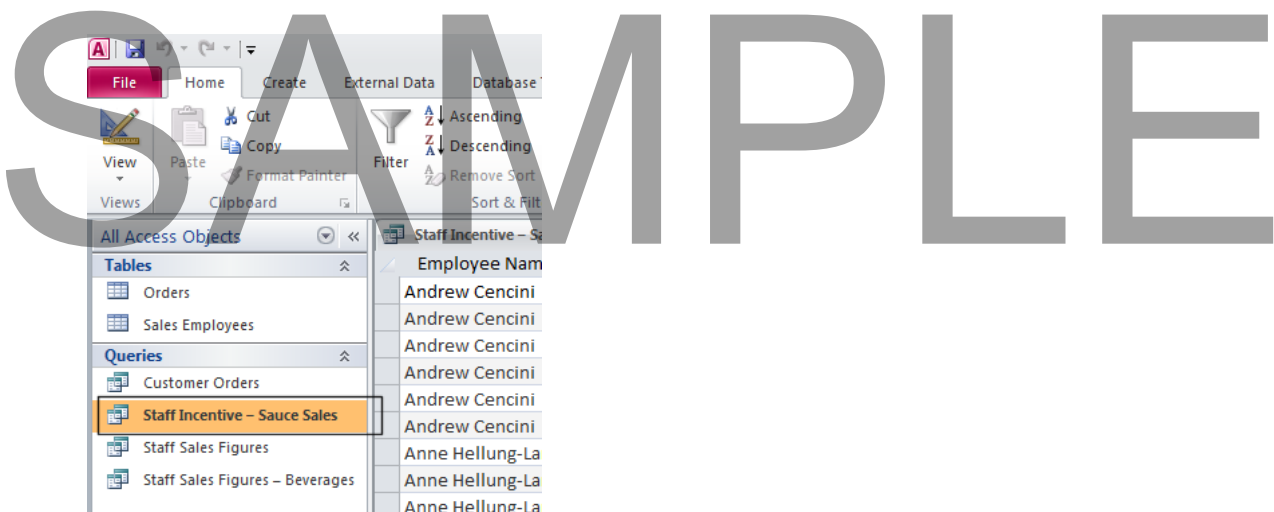 SAMPLE
A
File Home Create External Data Database
View Paste Cut Copy Format Painter Filter Ascending Descending Remove Sort
Views Clipboard Sort & Filt
All Access Objects « Staff Incentive – Sa
Tables Employee Nam
Orders Andrew Cencini
Andrew Cencini
Sales Employees Andrew Cencini
Queries Andrew Cencini
Customer Orders Andrew Cencini
Staff Incentive – Sauce Sales Andrew Cencini
Staff Sales Figures Anne Hellung-La
Staff Sales Figures – Beverages Anne Hellung-La
Anne Hellung-La